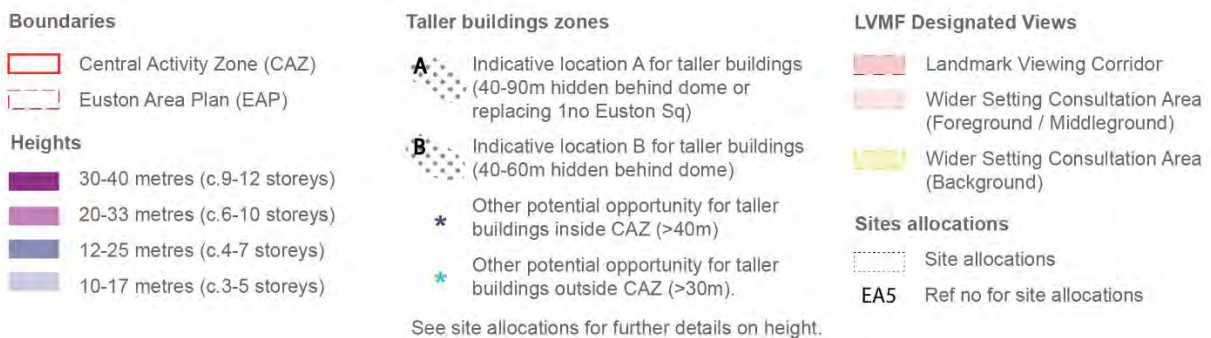 Boundaries
Central Activity Zone (CAZ)
Euston Area Plan (EAP)
Heights
30-40 metres (c.9-12 storeys)
20-33 metres (c.6-10 storeys)
12-25 metres (c.4-7 storeys)
10-17 metres (c.3-5 storeys)
Taller buildings zones
A Indicative location A for taller buildings
(40-90m hidden behind dome or
replacing 1no Euston Sq)
B Indicative location B for taller buildings
(40-60m hidden behind dome)
* Other potential opportunity for taller
buildings inside CAZ (>40m)
* Other potential opportunity for taller
buildings outside CAZ (>30m).
See site allocations for further details on height.
LVMF Designated Views
Landmark Viewing Corridor
Wider Setting Consultation Area
(Foreground / Middleground)
Wider Setting Consultation Area
(Background)
Sites allocations
Site allocations
EA5 Ref no for site allocations